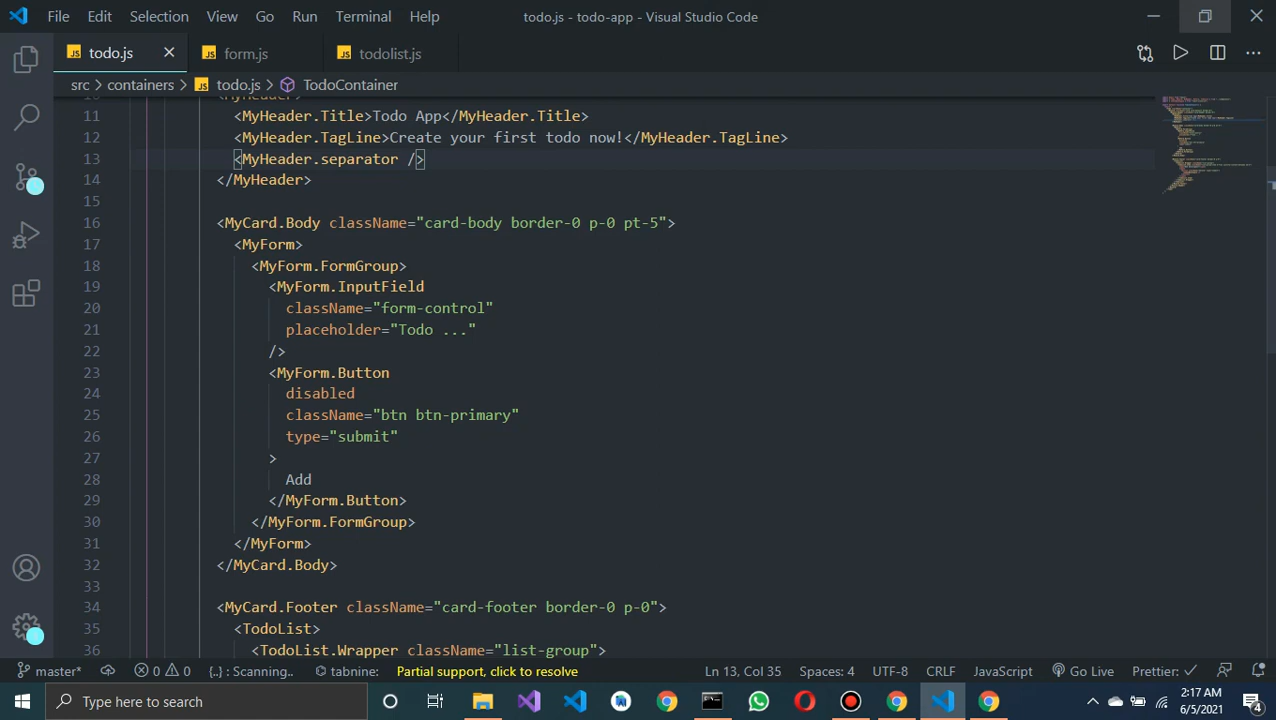 File Edit Selection View Go Run Terminal Help todo.js - todo-app - Visual Studio Code
JS todo.js JS form.js JS todolist.js
src > containers > JS todo.js > TodoContainer
11 <MyHeader.Title>Todo App</MyHeader.Title>
12 <MyHeader.TagLine>Create your first todo now!</MyHeader.TagLine>
13 <MyHeader.separator />
14 </MyHeader>
15
16 <MyCard.Body className="card-body border-0 p-0 pt-5">
17 <MyForm>
18 <MyForm.FormGroup>
19 <MyForm.InputField
20 className="form-control"
21 placeholder="Todo ..."
22 />
23 <MyForm.Button
24 disabled
25 className="btn btn-primary"
26 type="submit"
27 >
28 Add
29 </MyForm.Button>
30 </MyForm.FormGroup>
31 </MyForm>
32 </MyCard.Body>
33
34 <MyCard.Footer className="card-footer border-0 p-0">
35 <TodoList>
36 <TodoList.Wrapper className="list-group">
master* 0 0 {..} : Scanning.. tabnine: Partial support, click to resolve Ln 13, Col 35 Spaces: 4 UTF-8 CRLF JavaScript Go Live Prettier: ✓
Type here to search 2:17 AM
6/5/2021 4